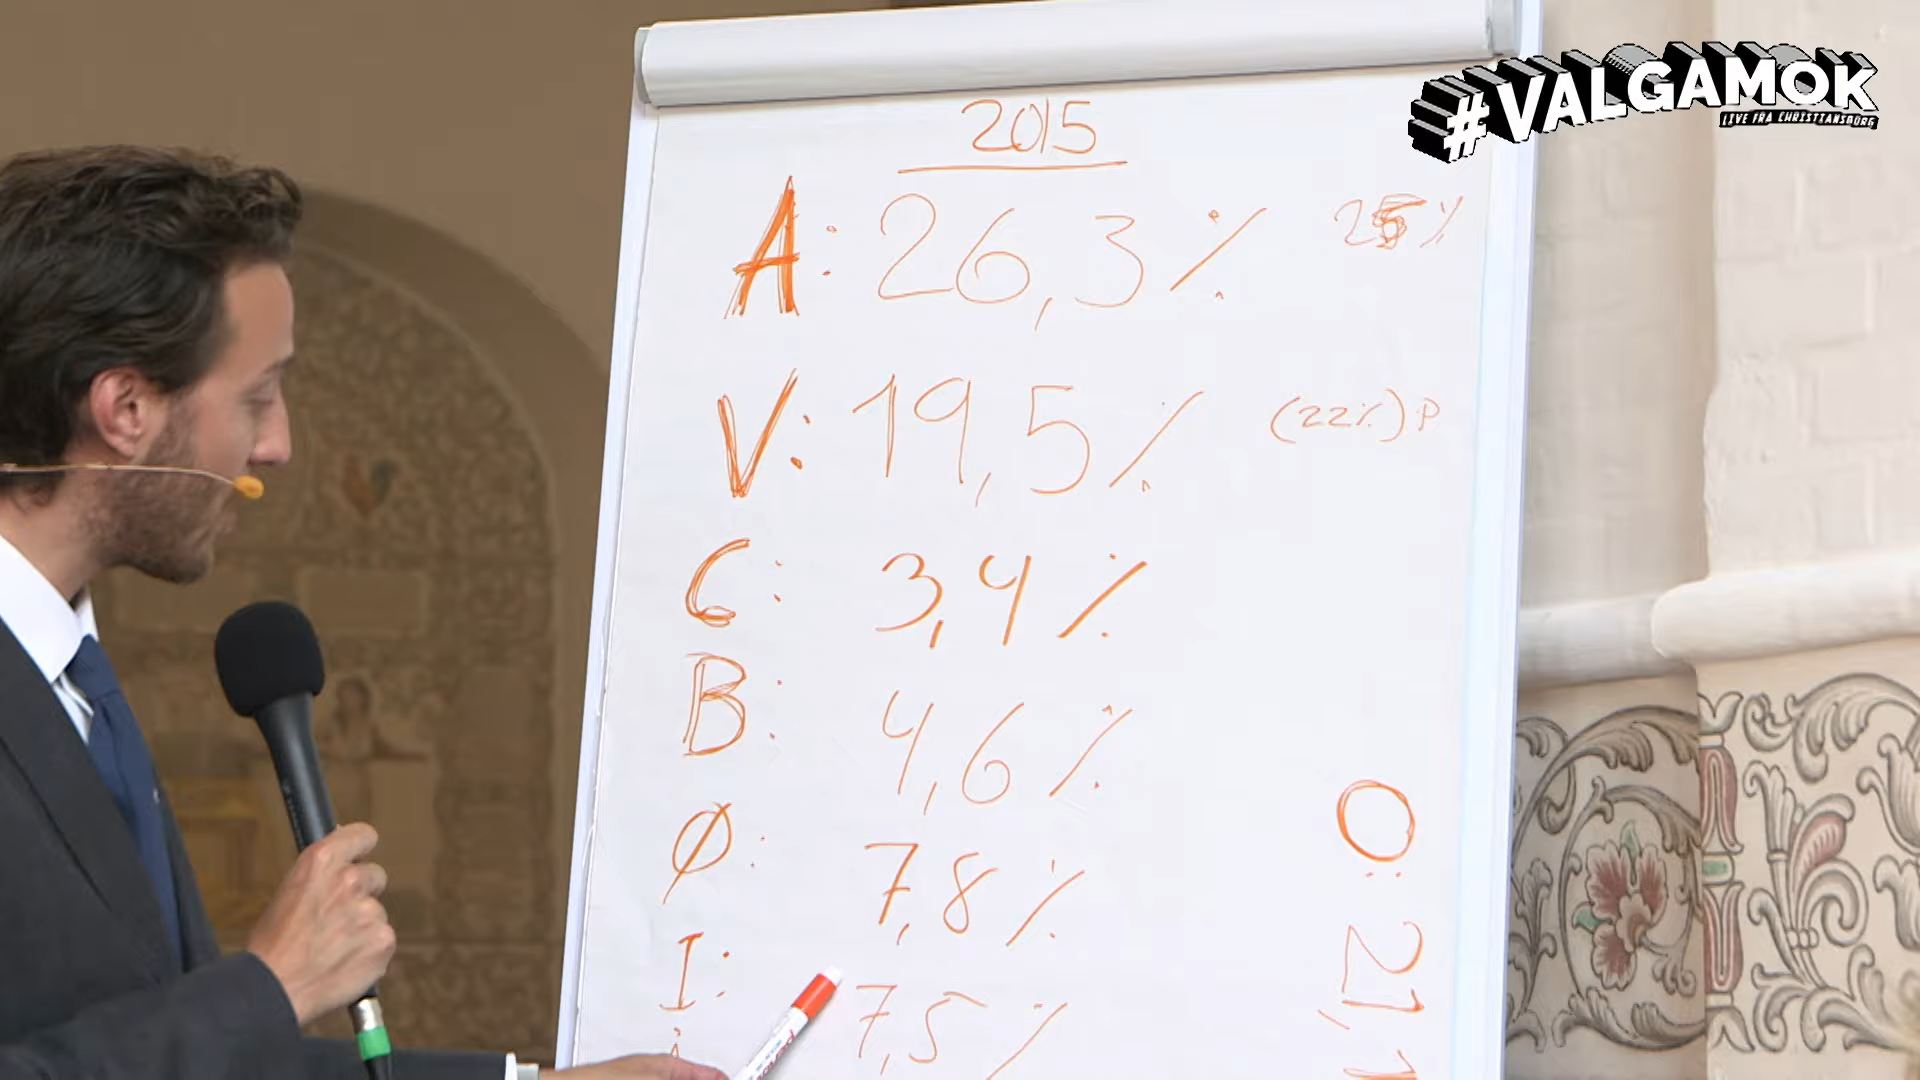 #VALGAMOK
LIVE FRA CHRISTIANSBORG
2015
A: 26,3 % 25 %
V: 19,5 % (22%) P
C: 3,4 %
B: 4,6 %
Ø: 7,8 %
I: 7,5 %
O: 21,1